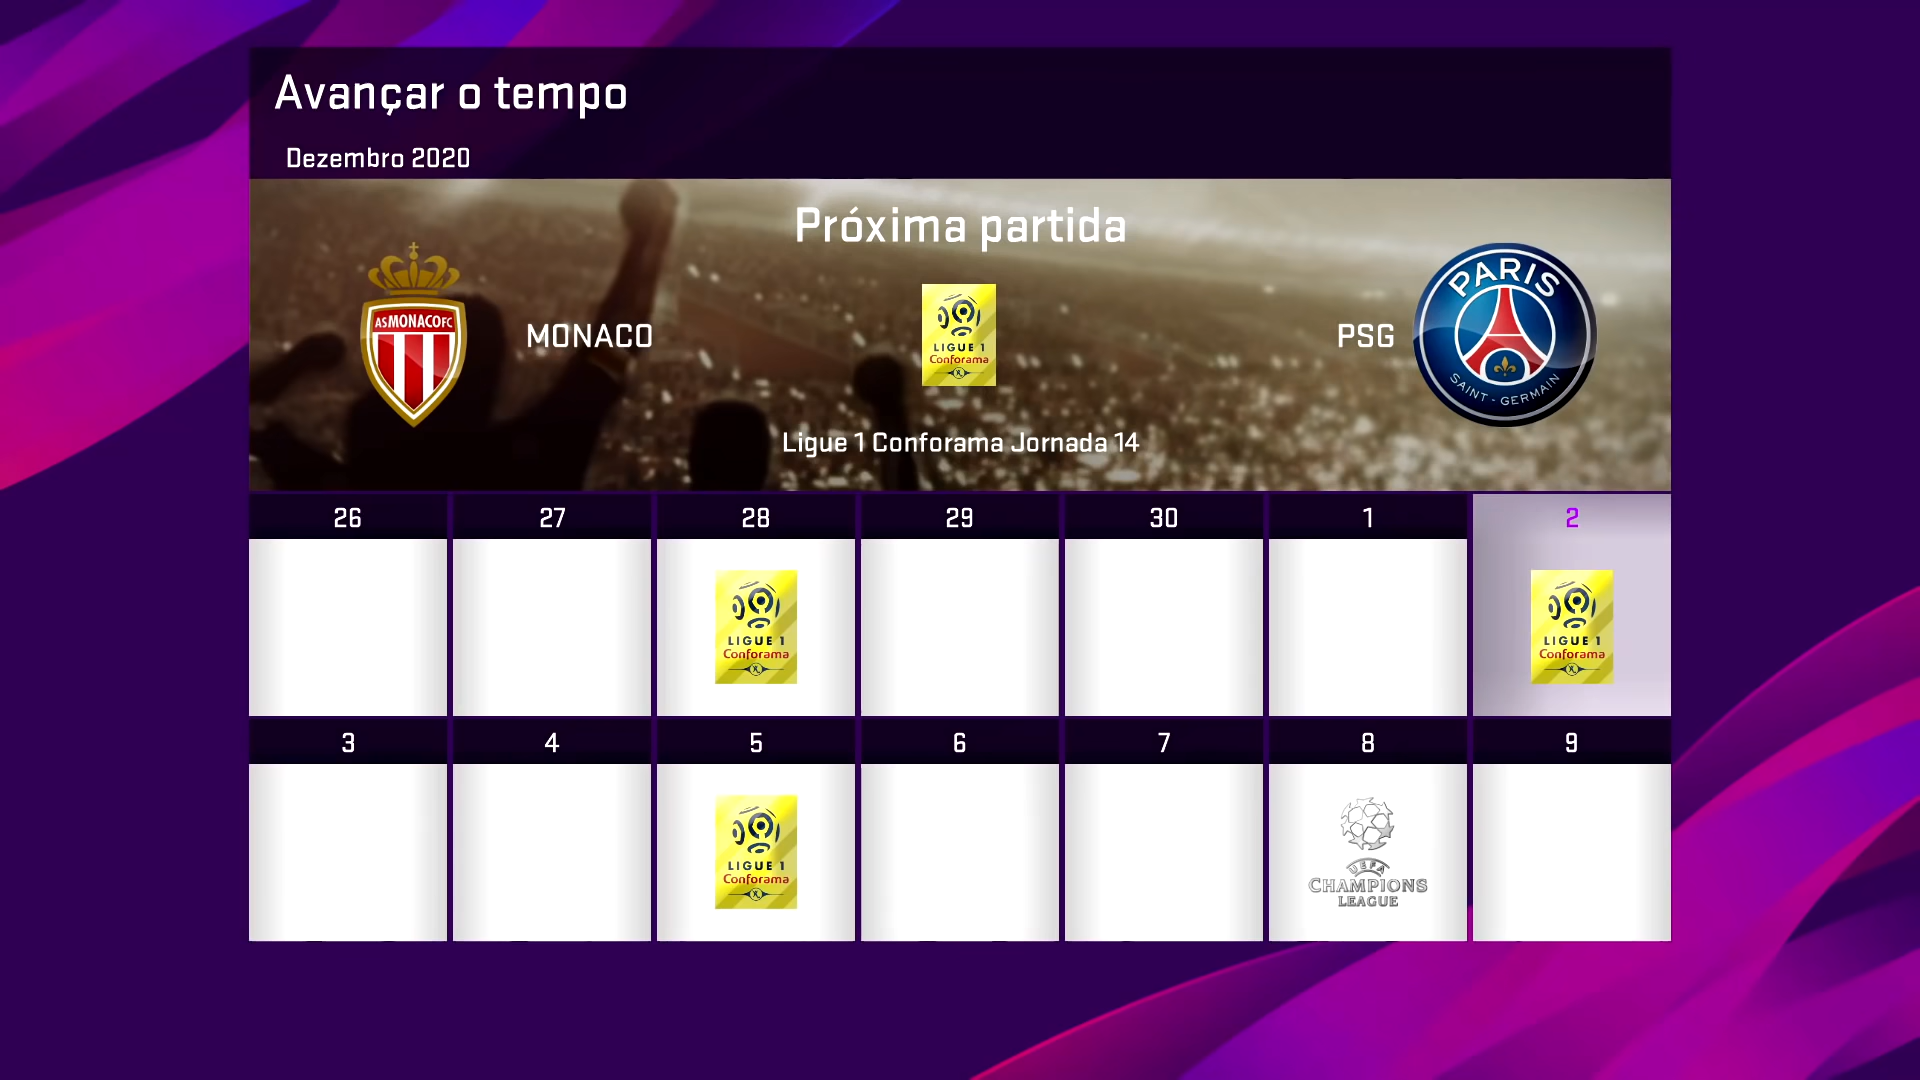 Avançar o tempo
Dezembro 2020
Próxima partida
ASMONACOFC
MONACO
LIGUE 1
Conforama
PSG
PARIS
SAINT-GERMAIN
Ligue 1 Conforama Jornada 14
26 27 28 29 30 1 2
LIGUE 1
Conforama
LIGUE 1
Conforama
3 4 5 6 7 8 9
LIGUE 1
Conforama
UEFA
CHAMPIONS
LEAGUE